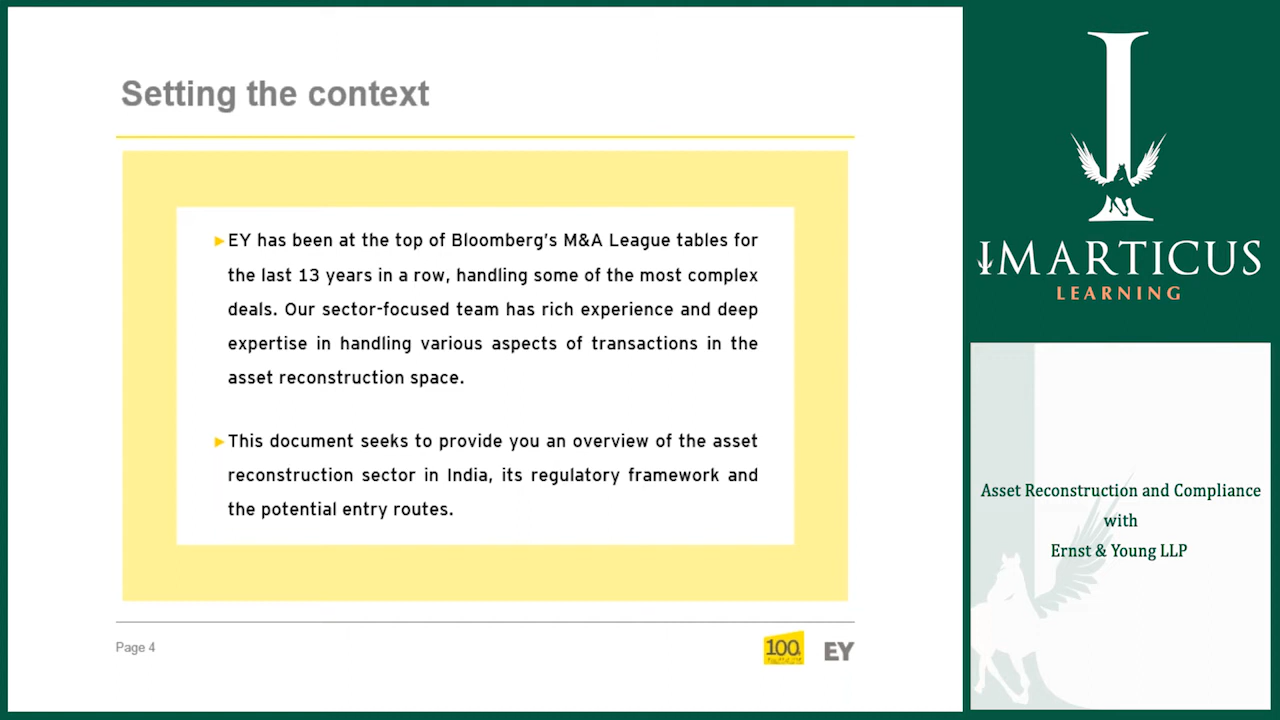 Setting the context
►EY has been at the top of Bloomberg's M&A League tables for
the last 13 years in a row, handling some of the most complex
deals. Our sector-focused team has rich experience and deep
expertise in handling various aspects of transactions in the
asset reconstruction space.
►This document seeks to provide you an overview of the asset
reconstruction sector in India, its regulatory framework and
the potential entry routes.
Page 4
100
EY
IMARTICUS
LEARNING
Asset Reconstruction and Compliance
with
Ernst & Young LLP